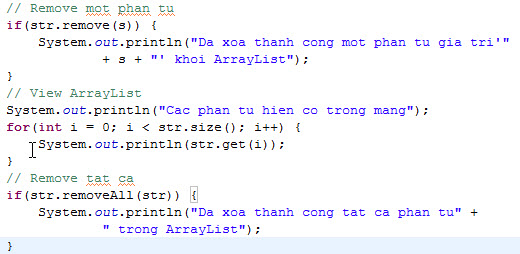 // Remove mot phan tu
if(str.remove(s)) {
System.out.println("Da xoa thanh cong mot phan tu gia tri'"
+ s + "' khoi ArrayList");
}
// View ArrayList
System.out.println("Cac phan tu hien co trong mang");
for(int i = 0; i < str.size(); i++) {
System.out.println(str.get(i));
}
// Remove tat ca
if(str.removeAll(str)) {
System.out.println("Da xoa thanh cong tat ca phan tu" +
" trong ArrayList");
}